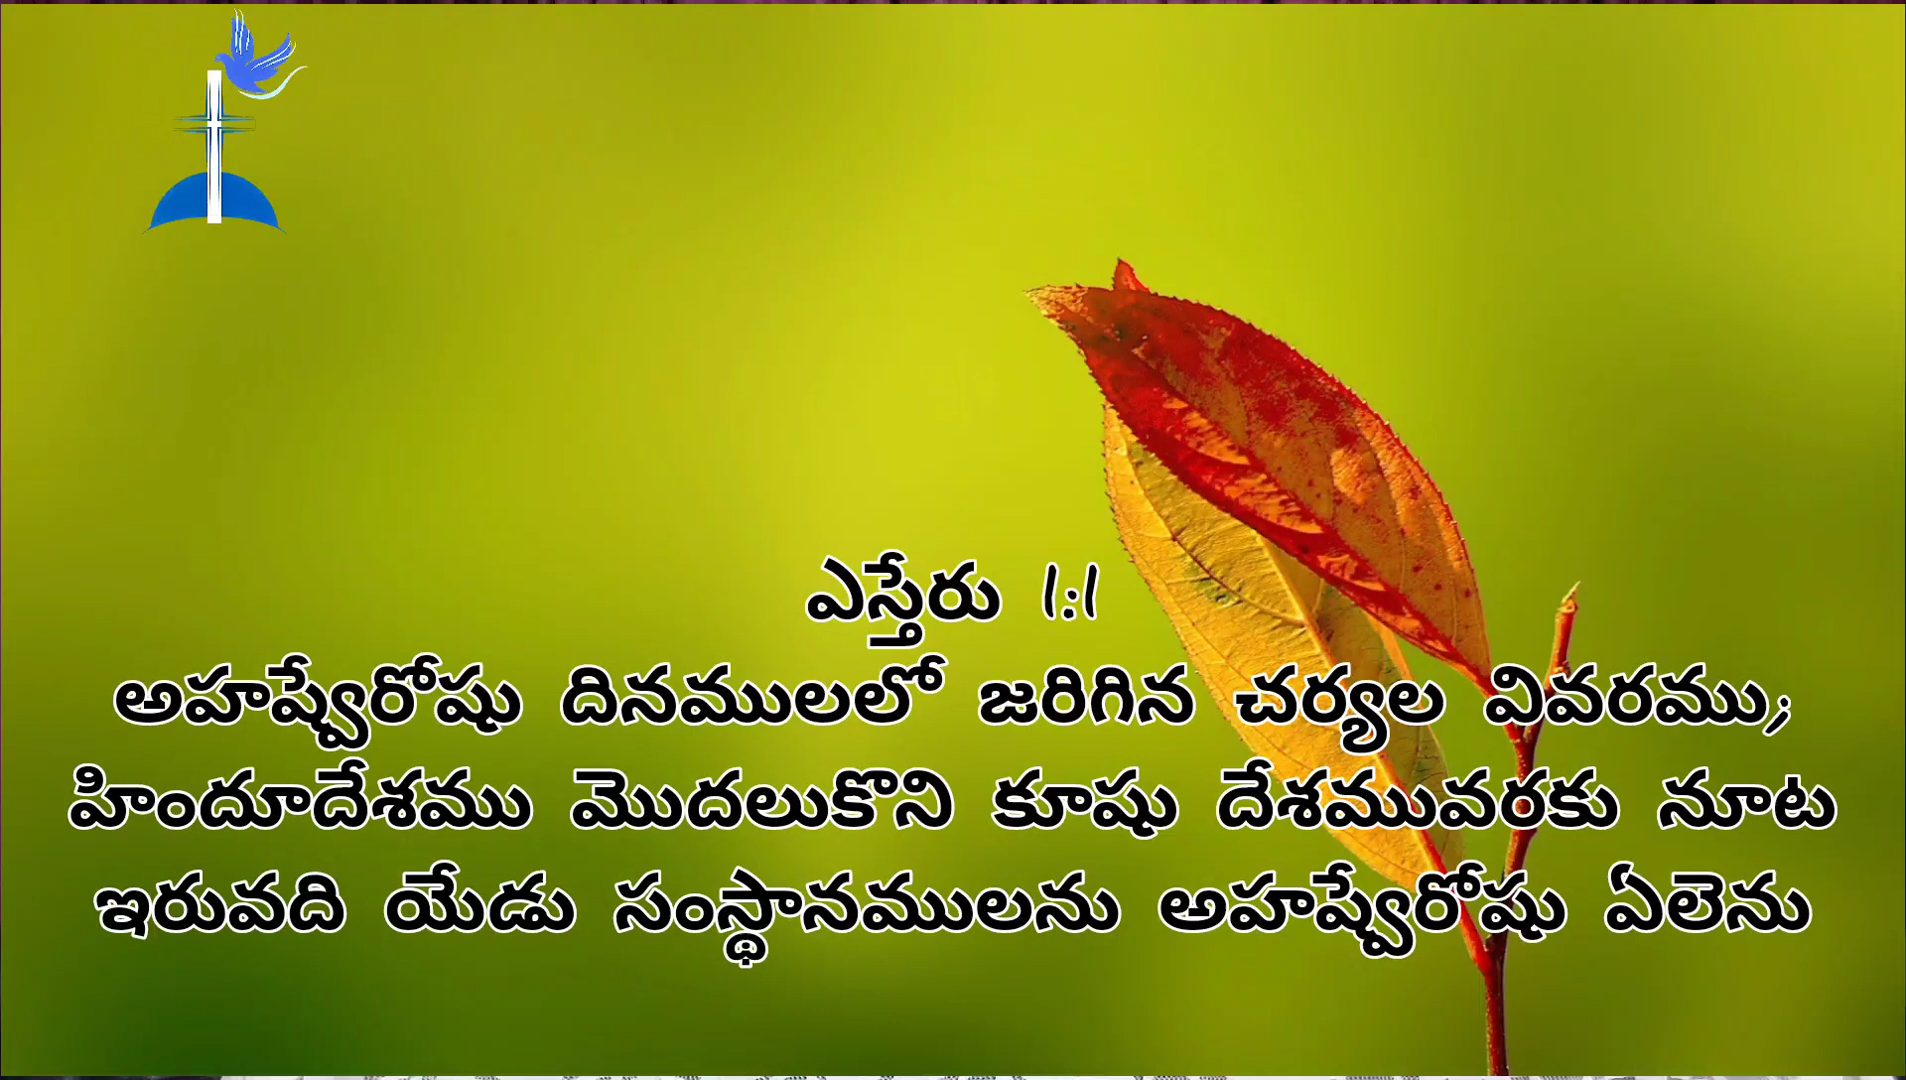 ఎస్తేరు 1:1
అహష్వేరోషు దినములలో జరిగిన చర్యల వివరము;
హిందూదేశము మొదలుకొని కూషు దేశమువరకు నూట
ఇరువది యేడు సంస్థానములను అహష్వేరోషు ఏలెను